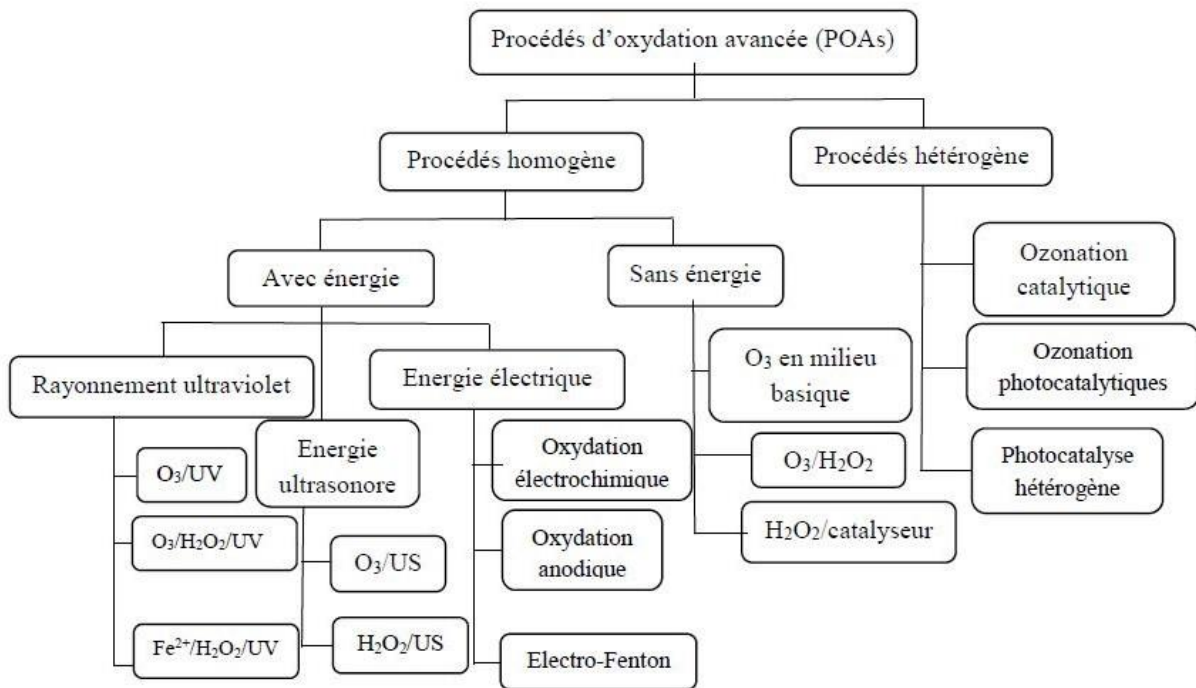 Procédés d'oxydation avancée (POAs)
Procédés homogène
Procédés hétérogène
Avec énergie
Sans énergie
Ozonation
catalytique
Rayonnement ultraviolet
Energie électrique
O₃ en milieu
basique
Ozonation
photocatalytiques
Energie
ultrasonore
Oxydation
électrochimique
O₃/UV
O₃/H₂O₂
Photocatalyse
hétérogène
O₃/H₂O₂/UV
O₃/US
Oxydation
anodique
H₂O₂/catalyseur
Fe²⁺/H₂O₂/UV
H₂O₂/US
Electro-Fenton